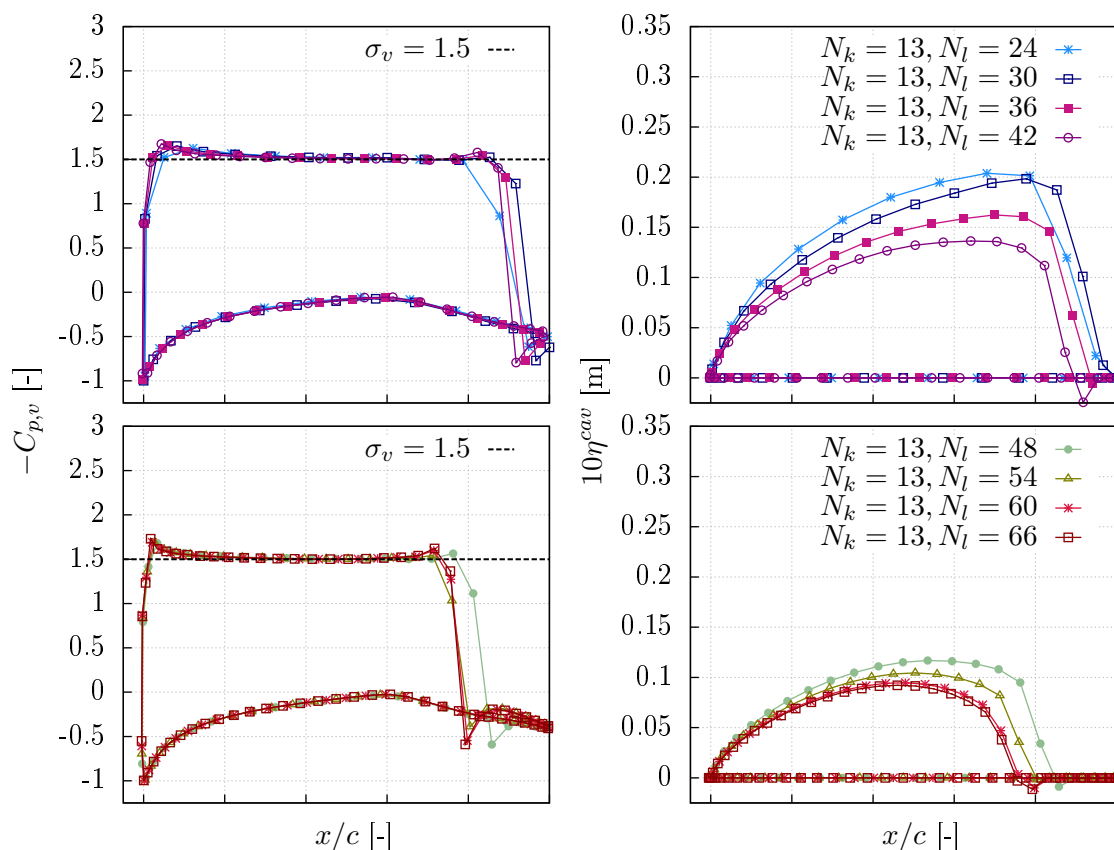 3
2.5
2
1.5
1
0.5
0
-0.5
-1
σ_v = 1.5
0.35
0.3
0.25
0.2
0.15
0.1
0.05
0
N_k = 13, N_l = 24
N_k = 13, N_l = 30
N_k = 13, N_l = 36
N_k = 13, N_l = 42
−C_{p,v} [-]
10η^{cav} [m]
3
2.5
2
1.5
1
0.5
0
-0.5
-1
σ_v = 1.5
x/c [-]
0.35
0.3
0.25
0.2
0.15
0.1
0.05
0
N_k = 13, N_l = 48
N_k = 13, N_l = 54
N_k = 13, N_l = 60
N_k = 13, N_l = 66
x/c [-]